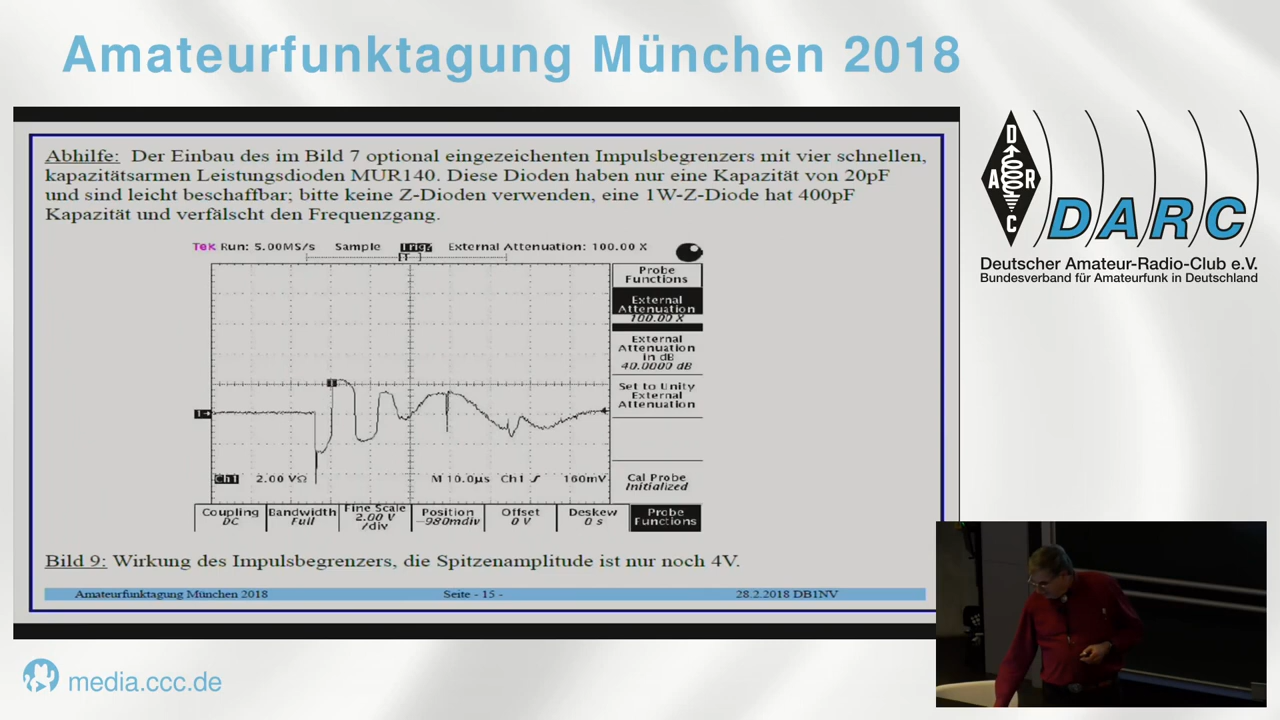 Amateurfunktagung München 2018
Abhilfe: Der Einbau des im Bild 7 optional eingezeichenten Impulsbegrenzers mit vier schnellen,
kapazitätsarmen Leistungsdioden MUR140. Diese Dioden haben nur eine Kapazität von 20pF
und sind leicht beschaffbar; bitte keine Z-Dioden verwenden, eine 1W-Z-Diode hat 400pF
Kapazität und verfälscht den Frequenzgang.
Tek Run: 5.00MS/s Sample Trig? External Attenuation: 100.00 X
T
Probe
Functions
External
Attenuation
100.00 X
External
Attenuation
in dB
40.0000 dB
Set to Unity
External
Attenuation
1
Ch1 2.00 VΩ M 10.0µs Ch1 160mV
Cal Probe
Initialized
Coupling
DC
Bandwidth
Full
Fine Scale
2.00 V
/div
Position
-980mdiv
Offset
0 V
Deskew
0 s
Probe
Functions
Bild 9: Wirkung des Impulsbegrenzers, die Spitzenamplitude ist nur noch 4V.
Amateurfunktagung München 2018 Seite - 15 - 28.2.2018 DB1NV
D
A R
C
DARC
Deutscher Amateur-Radio-Club e.V.
Bundesverband für Amateurfunk in Deutschland
media.ccc.de